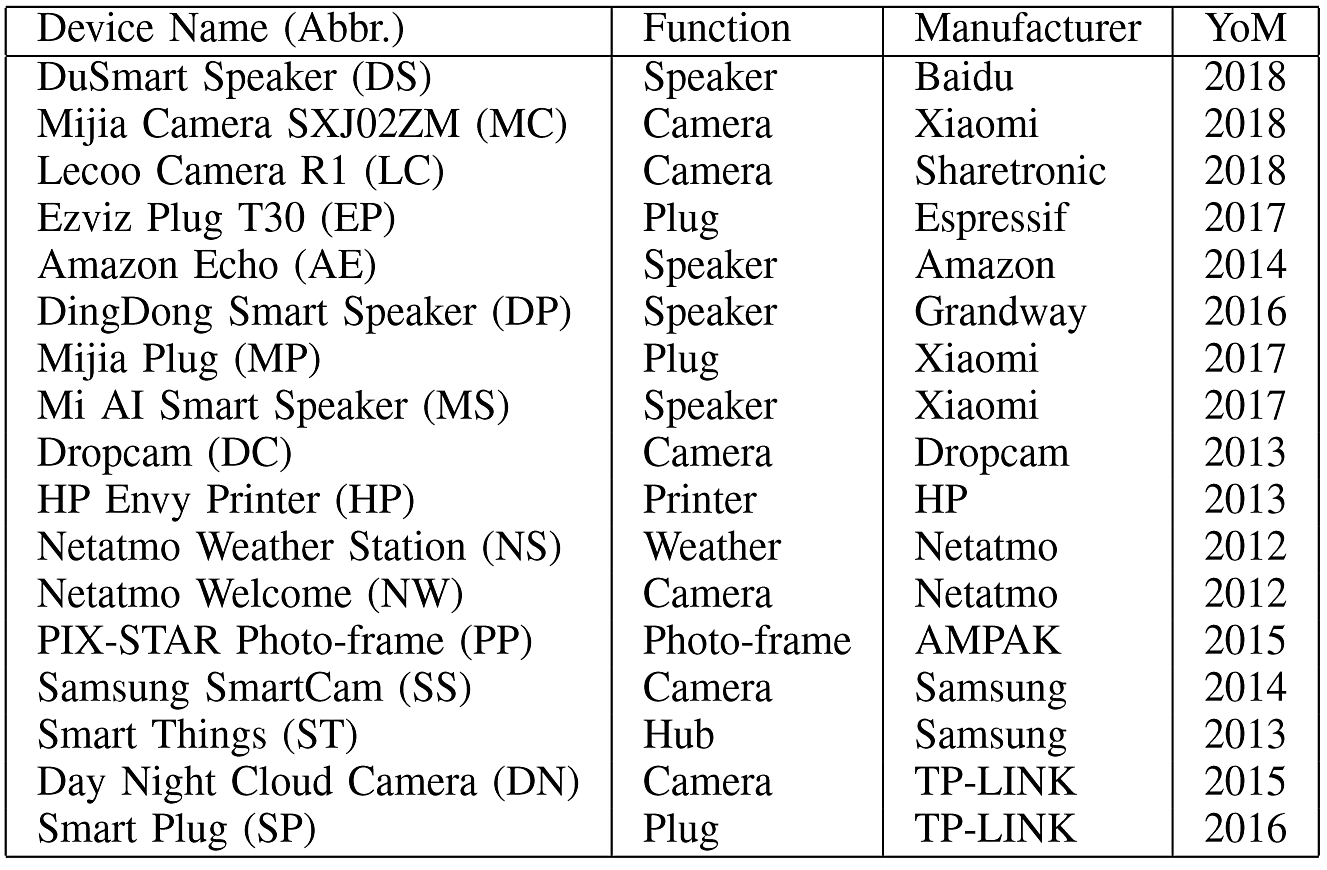 Device Name (Abbr.) Function Manufacturer YoM
DuSmart Speaker (DS) Speaker Baidu 2018
Mijia Camera SXJ02ZM (MC) Camera Xiaomi 2018
Lecoo Camera R1 (LC) Camera Sharetronic 2018
Ezviz Plug T30 (EP) Plug Espressif 2017
Amazon Echo (AE) Speaker Amazon 2014
DingDong Smart Speaker (DP) Speaker Grandway 2016
Mijia Plug (MP) Plug Xiaomi 2017
Mi AI Smart Speaker (MS) Speaker Xiaomi 2017
Dropcam (DC) Camera Dropcam 2013
HP Envy Printer (HP) Printer HP 2013
Netatmo Weather Station (NS) Weather Netatmo 2012
Netatmo Welcome (NW) Camera Netatmo 2012
PIX-STAR Photo-frame (PP) Photo-frame AMPAK 2015
Samsung SmartCam (SS) Camera Samsung 2014
Smart Things (ST) Hub Samsung 2013
Day Night Cloud Camera (DN) Camera TP-LINK 2015
Smart Plug (SP) Plug TP-LINK 2016